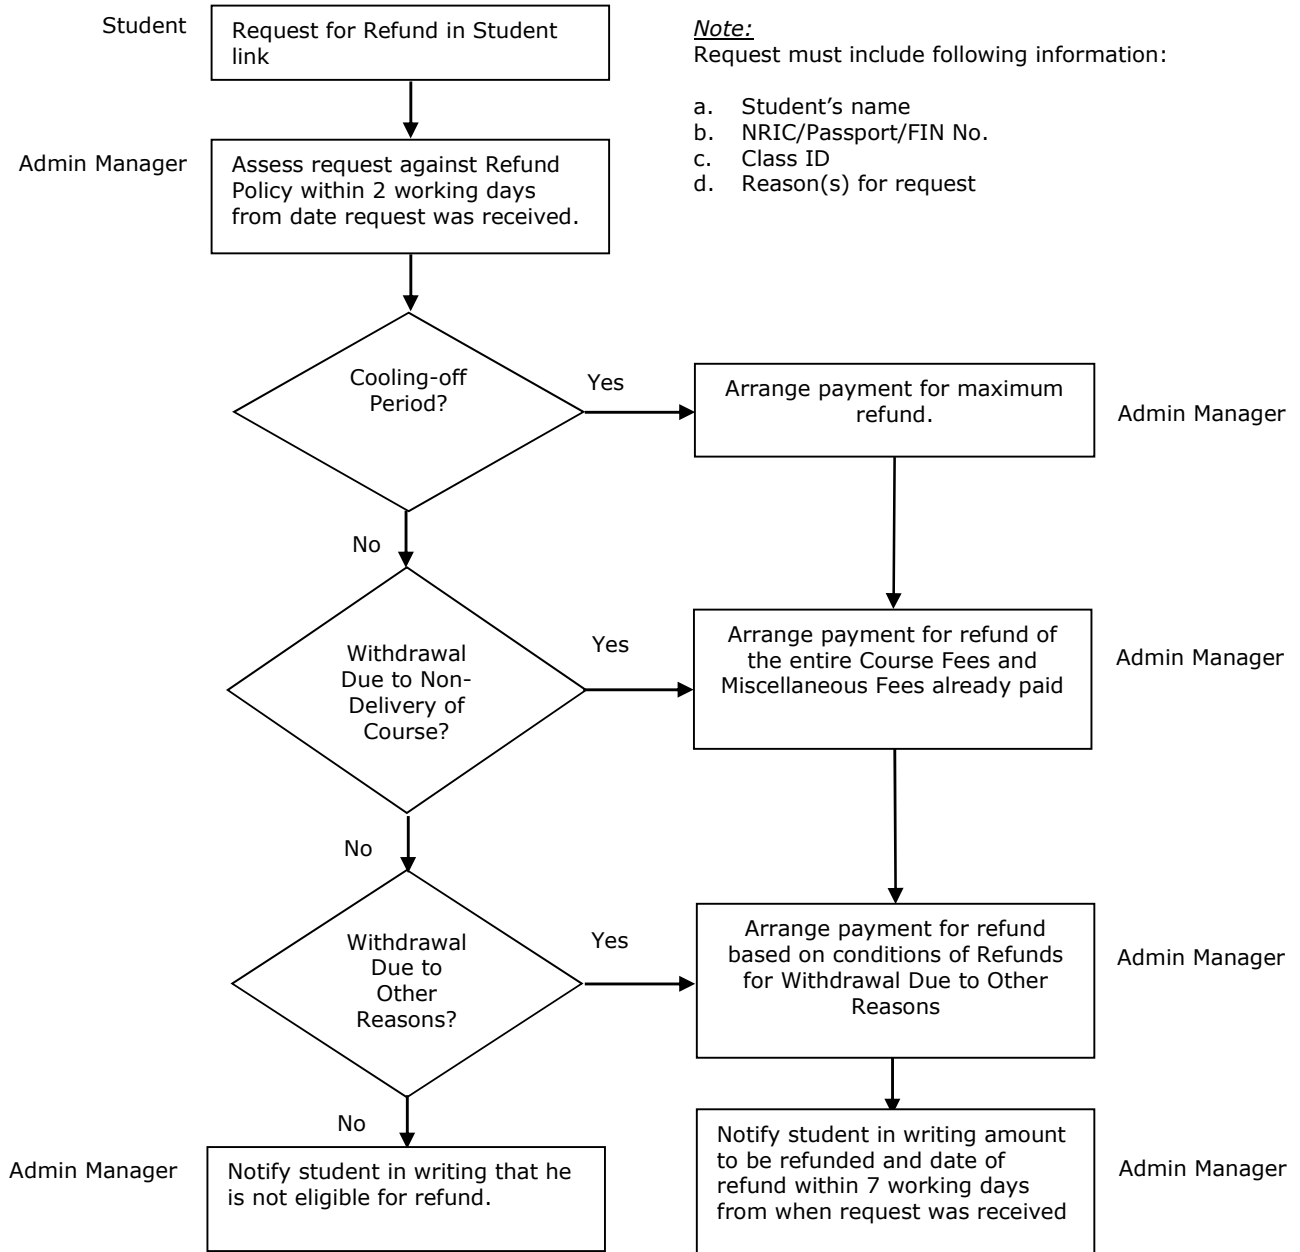 Student
Request for Refund in Student
link
Note:
Request must include following information:
a. Student’s name
b. NRIC/Passport/FIN No.
c. Class ID
d. Reason(s) for request
Admin Manager
Assess request against Refund
Policy within 2 working days
from date request was received.
Cooling-off
Period?
Yes
Arrange payment for maximum
refund.
Admin Manager
No
Withdrawal
Due to Non-
Delivery of
Course?
Yes
Arrange payment for refund of
the entire Course Fees and
Miscellaneous Fees already paid
Admin Manager
No
Withdrawal
Due to
Other
Reasons?
Yes
Arrange payment for refund
based on conditions of Refunds
for Withdrawal Due to Other
Reasons
Admin Manager
No
Admin Manager
Notify student in writing that he
is not eligible for refund.
Notify student in writing amount
to be refunded and date of
refund within 7 working days
from when request was received
Admin Manager